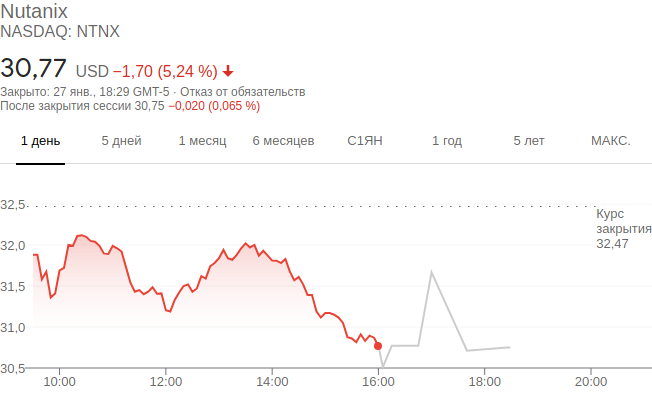 Nutanix
NASDAQ: NTNX
30,77 USD −1,70 (5,24 %)
Закрыто: 27 янв., 18:29 GMT-5 · Отказ от обязательств
После закрытия сессии 30,75 −0,020 (0,065 %)
1 день 5 дней 1 месяц 6 месяцев С1ЯН 1 год 5 лет МАКС.
32,5
Курс
закрытия
32,47
32,0
31,5
31,0
30,5
10:00 12:00 14:00 16:00 18:00 20:00